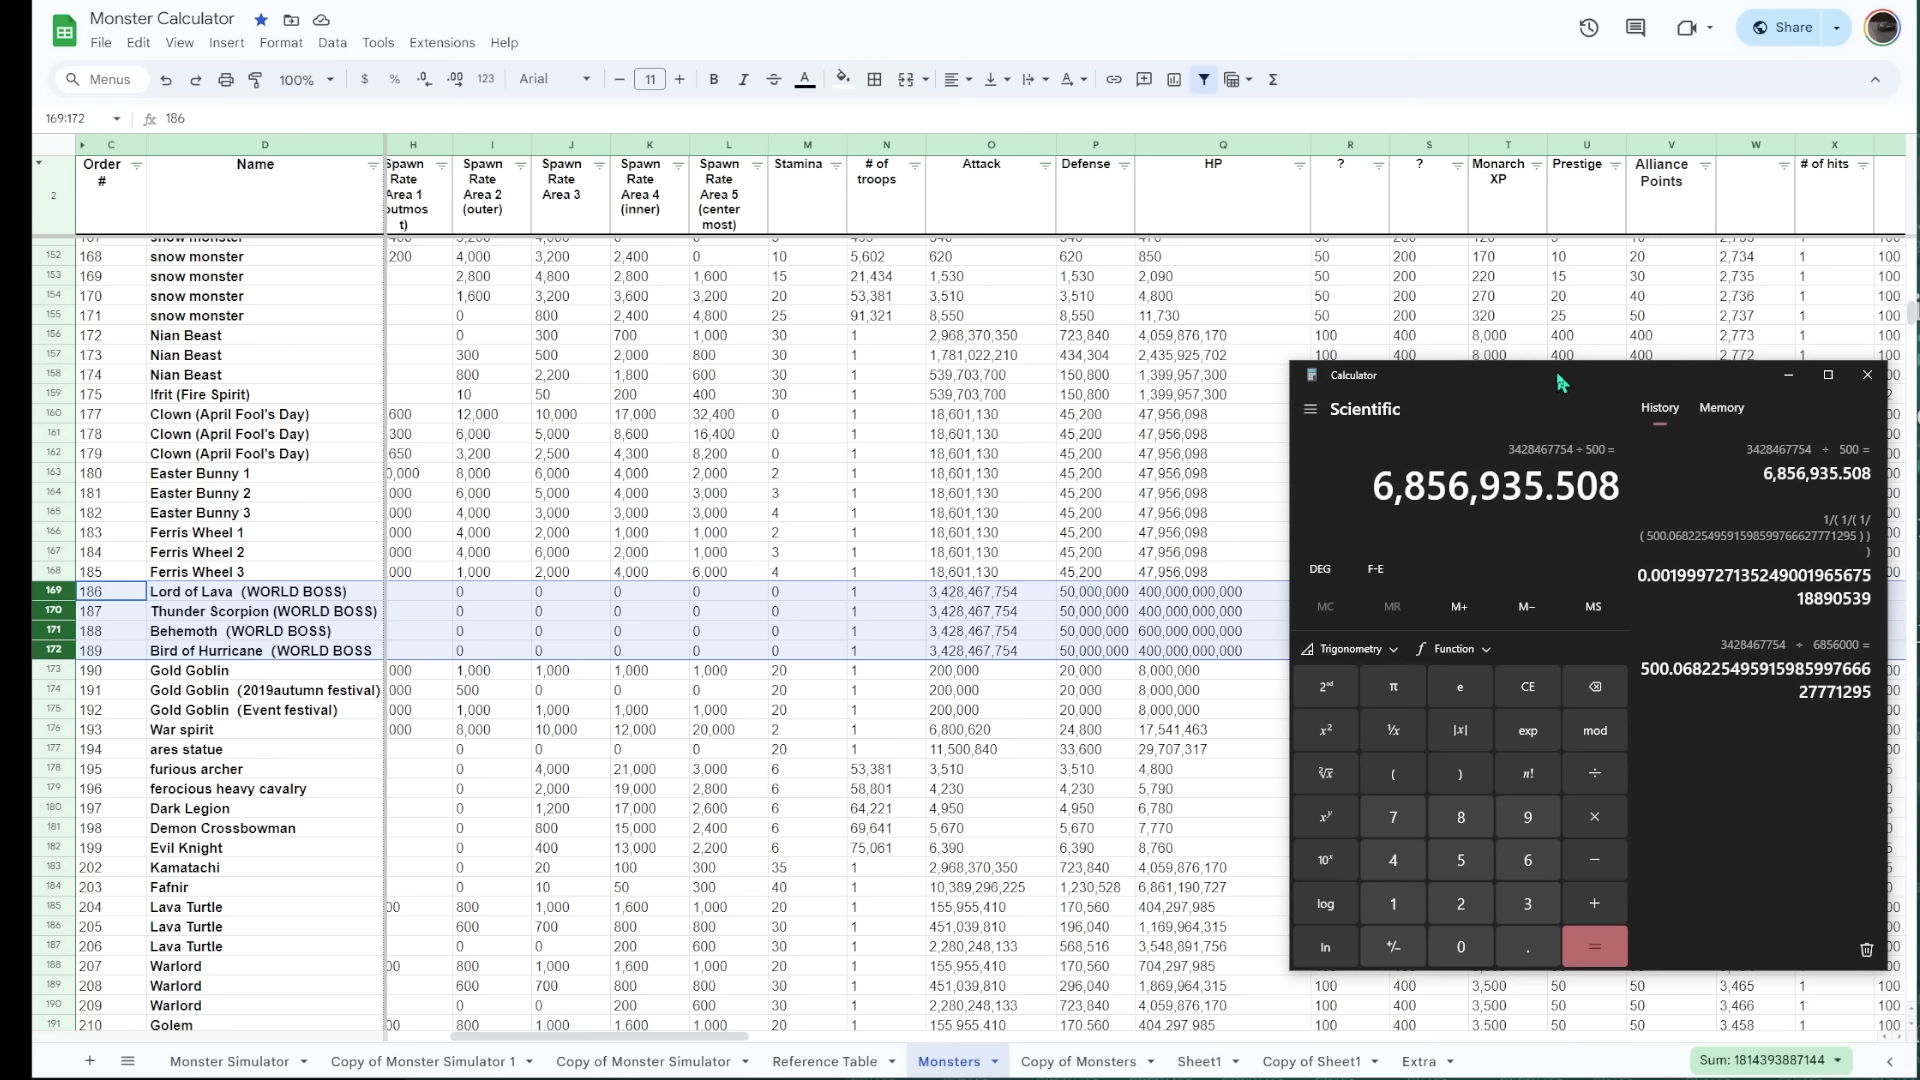 Monster Calculator
File Edit View Insert Format Data Tools Extensions Help
Share
Menus 100% $ % .0 .00 123 Arial 11 B I A Σ
169:172 fx 186
C D H I J K L M N O P Q R S T U V W X
2 Order # Name Spawn Rate Area 1 outmos t) Spawn Rate Area 2 (outer) Spawn Rate Area 3 Spawn Rate Area 4 (inner) Spawn Rate Area 5 (center most) Stamina # of troops Attack Defense HP ? ? Monarch XP Prestige Alliance Points # of hits
152 168 snow monster 200 4,000 3,200 2,400 0 10 5,602 620 620 850 50 200 170 10 20 2,734 1 100
153 169 snow monster 2,800 4,800 2,800 1,600 15 21,434 1,530 1,530 2,090 50 200 220 15 30 2,735 1 100
154 170 snow monster 1,600 3,200 3,600 3,200 20 53,381 3,510 3,510 4,800 50 200 270 20 40 2,736 1 100
155 171 snow monster 0 800 2,400 4,800 25 91,321 8,550 8,550 11,730 50 200 320 25 50 2,737 1 100
156 172 Nian Beast 0 300 700 1,000 30 1 2,968,370,350 723,840 4,059,876,170 100 400 8,000 400 400 2,773 1 100
157 173 Nian Beast 300 500 2,000 800 30 1 1,781,022,210 434,304 2,435,925,702 100 400 8,000 400 400 2,772 1 100
158 174 Nian Beast 800 2,200 1,800 600 30 1 539,703,700 150,800 1,399,957,300
159 175 Ifrit (Fire Spirit) 10 50 200 400 30 1 539,703,700 150,800 1,399,957,300
160 177 Clown (April Fool's Day) 600 12,000 10,000 17,000 32,400 0 1 18,601,130 45,200 47,956,098
161 178 Clown (April Fool's Day) 300 6,000 5,000 8,600 16,400 0 1 18,601,130 45,200 47,956,098
162 179 Clown (April Fool's Day) 650 3,200 2,500 4,300 8,200 0 1 18,601,130 45,200 47,956,098
163 180 Easter Bunny 1 0,000 8,000 6,000 4,000 2,000 2 1 18,601,130 45,200 47,956,098
164 181 Easter Bunny 2 000 6,000 5,000 4,000 3,000 3 1 18,601,130 45,200 47,956,098
165 182 Easter Bunny 3 000 4,000 3,000 3,000 3,000 4 1 18,601,130 45,200 47,956,098
166 183 Ferris Wheel 1 000 4,000 2,000 1,000 1,000 2 1 18,601,130 45,200 47,956,098
167 184 Ferris Wheel 2 000 4,000 6,000 2,000 1,000 3 1 18,601,130 45,200 47,956,098
168 185 Ferris Wheel 3 000 1,000 2,000 4,000 6,000 4 1 18,601,130 45,200 47,956,098
169 186 Lord of Lava (WORLD BOSS) 0 0 0 0 0 1 3,428,467,754 50,000,000 400,000,000,000
170 187 Thunder Scorpion (WORLD BOSS) 0 0 0 0 0 1 3,428,467,754 50,000,000 400,000,000,000
171 188 Behemoth (WORLD BOSS) 0 0 0 0 0 1 3,428,467,754 50,000,000 600,000,000,000
172 189 Bird of Hurricane (WORLD BOSS 0 0 0 0 0 1 3,428,467,754 50,000,000 400,000,000,000
173 190 Gold Goblin 000 1,000 1,000 1,000 1,000 20 1 200,000 20,000 8,000,000
174 191 Gold Goblin (2019autumn festival) 000 500 0 0 0 20 1 200,000 20,000 8,000,000
175 192 Gold Goblin (Event festival) 000 1,000 1,000 1,000 1,000 20 1 200,000 20,000 8,000,000
176 193 War spirit 000 8,000 10,000 12,000 20,000 2 1 6,800,620 24,800 17,541,463
177 194 ares statue 0 0 0 0 20 1 11,500,840 33,600 29,707,317
178 195 furious archer 0 4,000 21,000 3,000 6 53,381 3,510 3,510 4,800
179 196 ferocious heavy cavalry 0 2,000 19,000 2,800 6 58,801 4,230 4,230 5,790
180 197 Dark Legion 0 1,200 17,000 2,600 6 64,221 4,950 4,950 6,780
181 198 Demon Crossbowman 0 800 15,000 2,400 6 69,641 5,670 5,670 7,770
182 199 Evil Knight 0 400 13,000 2,200 6 75,061 6,390 6,390 8,760
183 202 Kamatachi 0 20 100 300 35 1 2,968,370,350 723,840 4,059,876,170
184 203 Fafnir 0 10 50 300 40 1 10,389,296,225 1,230,528 6,861,190,727
185 204 Lava Turtle 00 800 1,000 1,600 1,000 20 1 155,955,410 170,560 404,297,985
186 205 Lava Turtle 600 700 800 800 30 1 451,039,810 196,040 1,169,964,315
187 206 Lava Turtle 0 0 200 600 30 1 2,280,248,133 568,516 3,548,891,756
188 207 Warlord 00 800 1,000 1,600 1,000 20 1 155,955,410 170,560 704,297,985
189 208 Warlord 600 700 800 800 30 1 451,039,810 296,040 1,869,964,315 100 400 3,500 50 50 3,465 1 100
190 209 Warlord 0 0 200 600 30 1 2,280,248,133 723,840 4,059,876,170 100 400 3,500 50 50 3,466 1 100
191 210 Golem 00 800 1,000 1,600 1,000 20 1 155,955,410 170,560 404,297,985 100 400 3,500 50 50 3,458 1 100
Calculator
Scientific
3428467754 ÷ 500 =
6,856,935.508
DEG F-E
MC MR M+ M− MS
Trigonometry Function
2nd π e CE
x² ¹/x |x| exp mod
²√x ( ) n! ÷
xʸ 7 8 9 ×
10ˣ 4 5 6 −
log 1 2 3 +
ln +/− 0 . =
History Memory
3428467754 ÷ 500 =
6,856,935.508
1/( 1/( 1/
( 500.06822549591598599766627771295 ) )
)
0.001999727135249001965675
18890539
3428467754 ÷ 6856000 =
500.068225495915985997666
27771295
+ Monster Simulator Copy of Monster Simulator 1 Copy of Monster Simulator Reference Table Monsters Copy of Monsters Sheet1 Copy of Sheet1 Extra Sum: 1814393887144